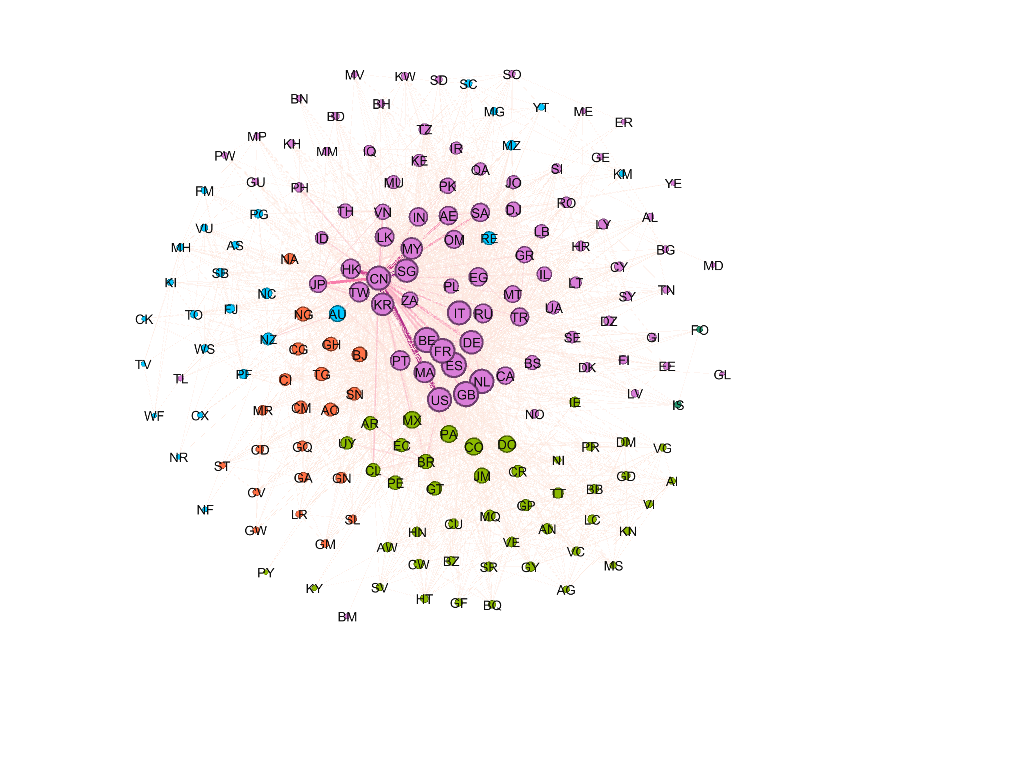 MV KW SD SC SO
BN BD BH MG YT ME ER
MP KH MM IQ TZ IR MZ GE
PW GU PH MU KE PK QA JO SI KM YE
FM PG TH VN IN AE SA DJ RO LY AL
VU AS ID LK MY OM RE LB HR BG
MH SB NA HK SG GR IL CY MD
KI NC JP CN TW ZA EG PL MT LT SY TN
CK TO FJ NG AU KR IT RU TR UA DZ FO
WS NZ CG GH BE FR DE SE GI
TV TL PF CI TG BJ PT MA ES BS DK FI EE GL
WF CX MR CM AO SN US GB NL CA NO IE LV IS
NR ST CD GQ UY AR MX EC PA CO DO NI PR DM VG
NF CV GA GN CL PE BR GT JM CR TT BB GD AI
GW LR SL HN CU MQ GP AN LC KN VI
PY GM AW CW BZ SR VE GY VC MS
KY SV HT GF BQ AG
BM